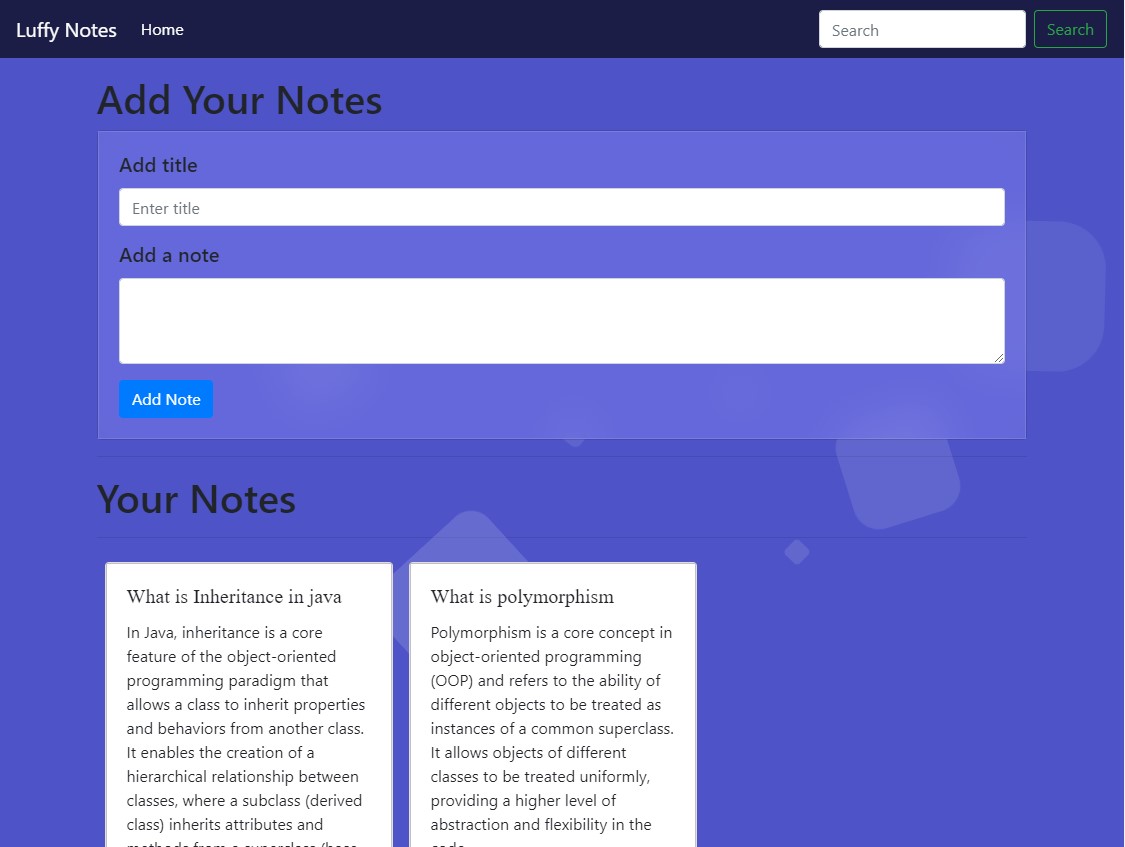 Luffy Notes Home Search Search
Add Your Notes
Add title
Enter title
Add a note
Add Note
Your Notes
What is Inheritance in java
In Java, inheritance is a core
feature of the object-oriented
programming paradigm that
allows a class to inherit properties
and behaviors from another class.
It enables the creation of a
hierarchical relationship between
classes, where a subclass (derived
class) inherits attributes and
methods from a superclass (base
What is polymorphism
Polymorphism is a core concept in
object-oriented programming
(OOP) and refers to the ability of
different objects to be treated as
instances of a common superclass.
It allows objects of different
classes to be treated uniformly,
providing a higher level of
abstraction and flexibility in the
code.